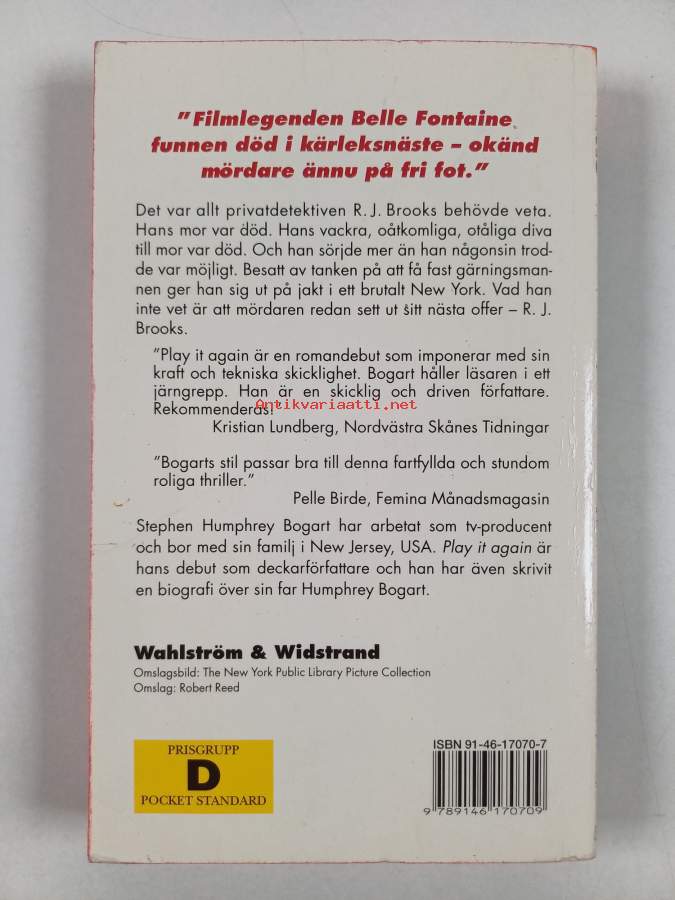 "Filmlegenden Belle Fontaine
funnen död i kärleksnäste – okänd
mördare ännu på fri fot."
Det var allt privatdetektiven R. J. Brooks behövde veta.
Hans mor var död. Hans vackra, oåtkomliga, otåliga diva
till mor var död. Och han sörjde mer än han någonsin trod-
de var möjligt. Besatt av tanken på att få fast gärningsman-
nen ger han sig ut på jakt i ett brutalt New York. Vad han
inte vet är att mördaren redan sett ut sitt nästa offer – R. J.
Brooks.
"Play it again är en romandebut som imponerar med sin
kraft och tekniska skicklighet. Bogart håller läsaren i ett
järngrepp. Han är en skicklig och driven författare.
Rekommenderas!"
Antikvariaatti.net
Kristian Lundberg, Nordvästra Skånes Tidningar
"Bogarts stil passar bra till denna fartfyllda och stundom
roliga thriller."
Pelle Birde, Femina Månadsmagasin
Stephen Humphrey Bogart har arbetat som tv-producent
och bor med sin familj i New Jersey, USA. Play it again är
hans debut som deckarförfattare och han har även skrivit
en biografi över sin far Humphrey Bogart.
Wahlström & Widstrand
Omslagsbild: The New York Public Library Picture Collection
Omslag: Robert Reed
PRISGRUPP
D
POCKET STANDARD
ISBN 91-46-17070-7
9 789146 170709